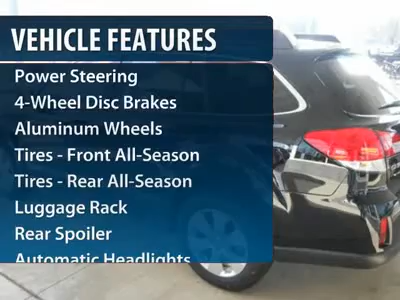 VEHICLE FEATURES
Power Steering
4-Wheel Disc Brakes
Aluminum Wheels
Tires - Front All-Season
Tires - Rear All-Season
Luggage Rack
Rear Spoiler
Automatic Headlights